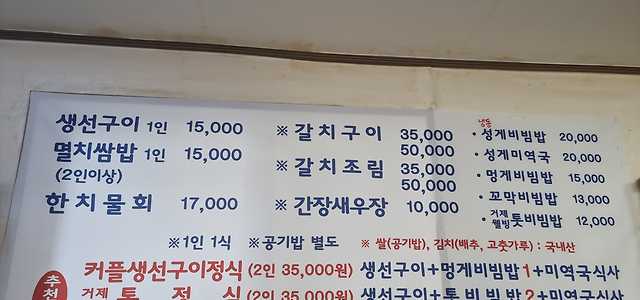 생선구이 1인 15,000
멸치쌈밥 1인 15,000
(2인이상)
한치물회 17,000
※ 갈치구이 35,000
50,000
※ 갈치조림 35,000
50,000
※ 간장새우장 10,000
냉동
· 성게비빔밥 20,000
· 성게미역국 20,000
· 멍게비빔밥 15,000
· 꼬막비빔밥 13,000
· 거제웰빙 톳비빔밥 12,000
※1인 1식 ※공기밥 별도 ※ 쌀(공기밥), 김치(배추, 고춧가루) : 국내산
추천
커플생선구이정식 (2인 35,000원) 생선구이+멍게비빔밥1+미역국식사
거제 톳정식 (2인 35,000원) 생선구이+톳비빔밥2+미역국식사